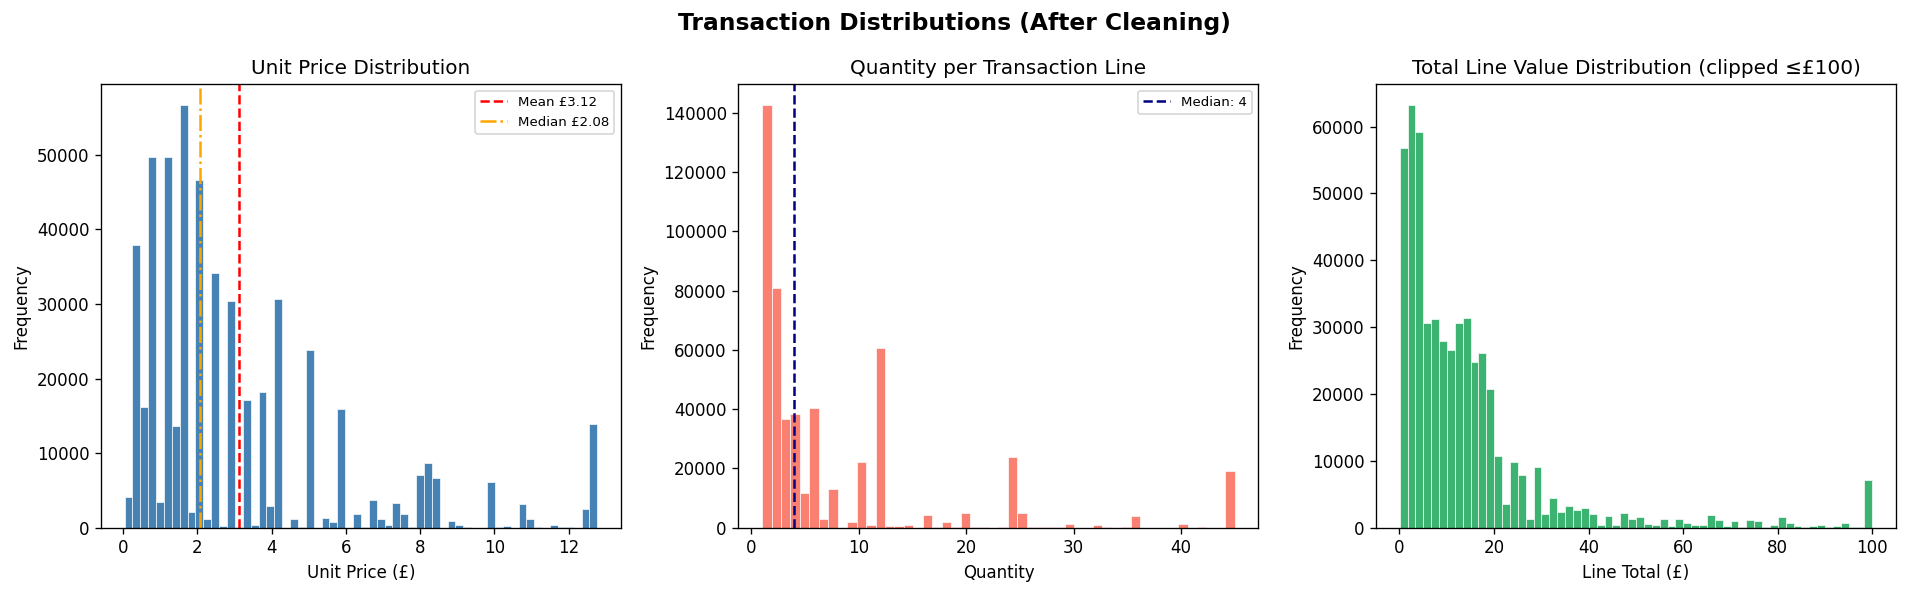 Transaction Distributions (After Cleaning)
Unit Price Distribution
Mean £3.12
Median £2.08
Frequency
50000
40000
30000
20000
10000
0
0 2 4 6 8 10 12
Unit Price (£)
Quantity per Transaction Line
Median: 4
Frequency
140000
120000
100000
80000
60000
40000
20000
0
0 10 20 30 40
Quantity
Total Line Value Distribution (clipped ≤£100)
Frequency
60000
50000
40000
30000
20000
10000
0
0 20 40 60 80 100
Line Total (£)